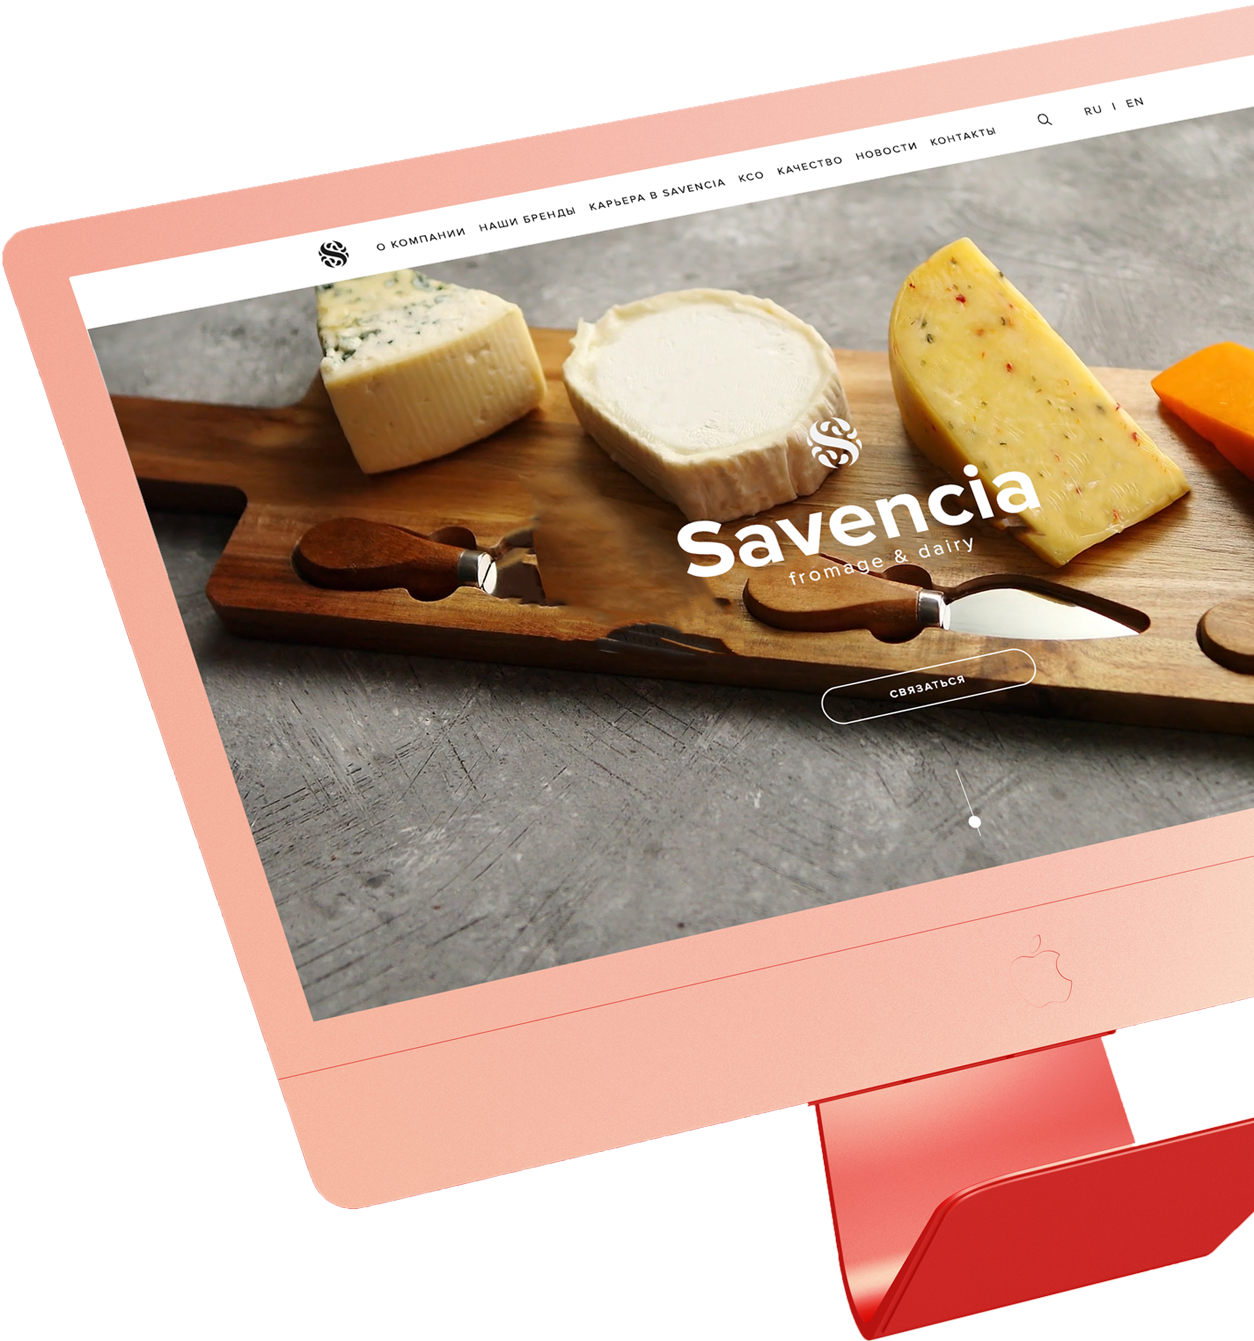 О КОМПАНИИ НАШИ БРЕНДЫ КАРЬЕРА В SAVENCIA КСО КАЧЕСТВО НОВОСТИ КОНТАКТЫ RU | EN
Savencia
fromage & dairy
СВЯЗАТЬСЯ